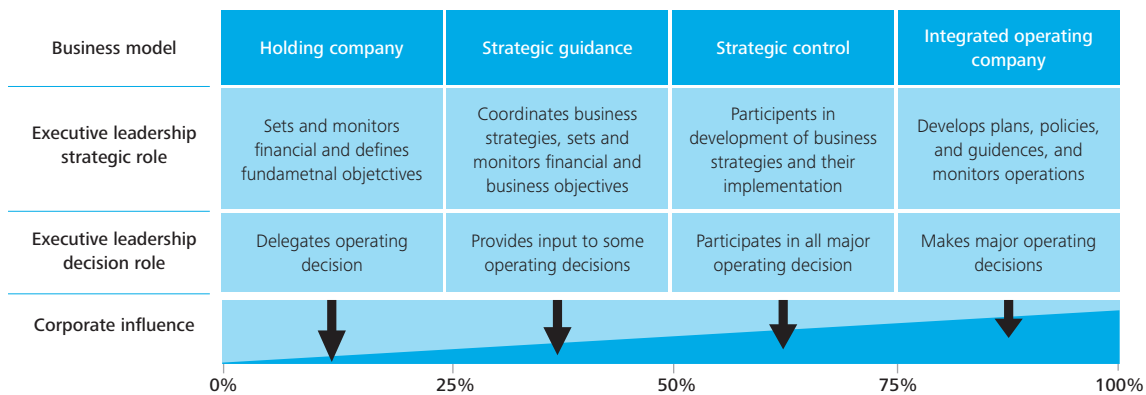 Business model
Holding company
Strategic guidance
Strategic control
Integrated operating
company
Executive leadership
strategic role
Sets and monitors
financial and defines
fundametnal objetctives
Coordinates business
strategies, sets and
monitors financial and
business objectives
Participents in
development of business
strategies and their
implementation
Develops plans, policies,
and guidences, and
monitors operations
Executive leadership
decision role
Delegates operating
decision
Provides input to some
operating decisions
Participates in all major
operating decision
Makes major operating
decisions
Corporate influence
0%
25%
50%
75%
100%